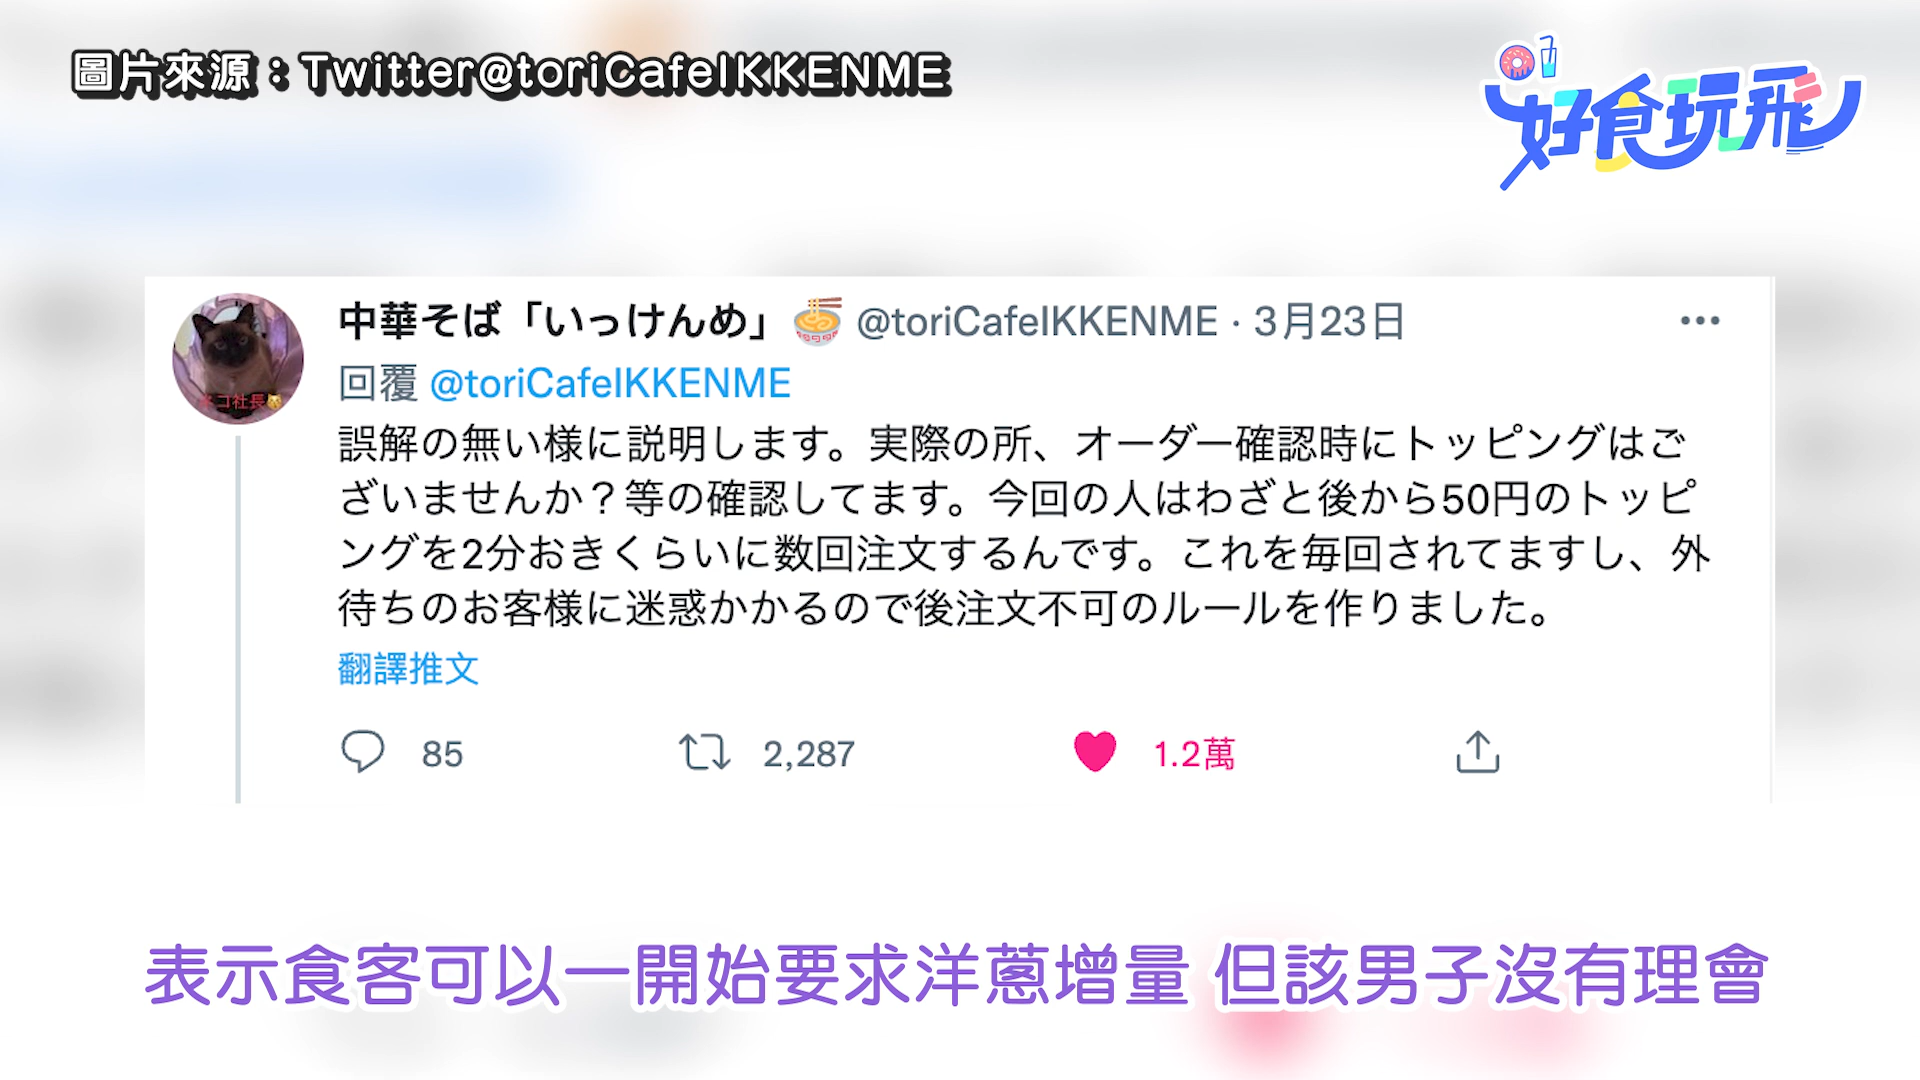 圖片來源：Twitter@toriCafeIKKENME
好食玩飛
中華そば「いっけんめ」 @toriCafeIKKENME · 3月23日
回覆 @toriCafeIKKENME
誤解の無い様に説明します。実際の所、オーダー確認時にトッピングはご
ざいませんか？等の確認してます。今回の人はわざと後から50円のトッピ
ングを2分おきくらいに数回注文するんです。これを毎回されてますし、外
待ちのお客様に迷惑かかるので後注文不可のルールを作りました。
翻譯推文
85 2,287 1.2萬
表示食客可以一開始要求洋蔥增量 但該男子沒有理會